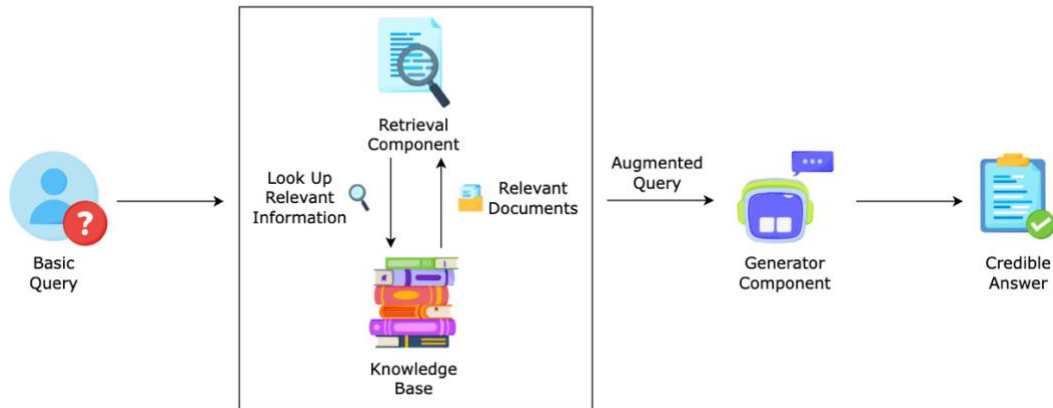 Basic
Query
Retrieval
Component
Look Up
Relevant
Information
Relevant
Documents
Knowledge
Base
Augmented
Query
Generator
Component
Credible
Answer